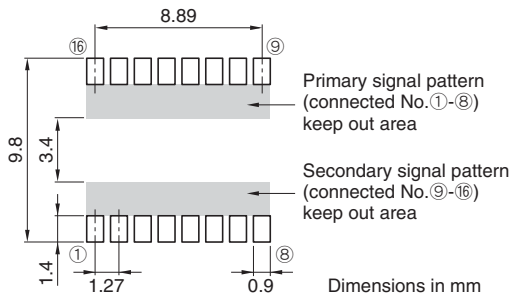 8.89
⑯
⑨
Primary signal pattern
(connected No.①-⑧)
keep out area
9.8
3.4
Secondary signal pattern
(connected No.⑨-⑯)
keep out area
①
⑧
1.4
1.27
0.9
Dimensions in mm